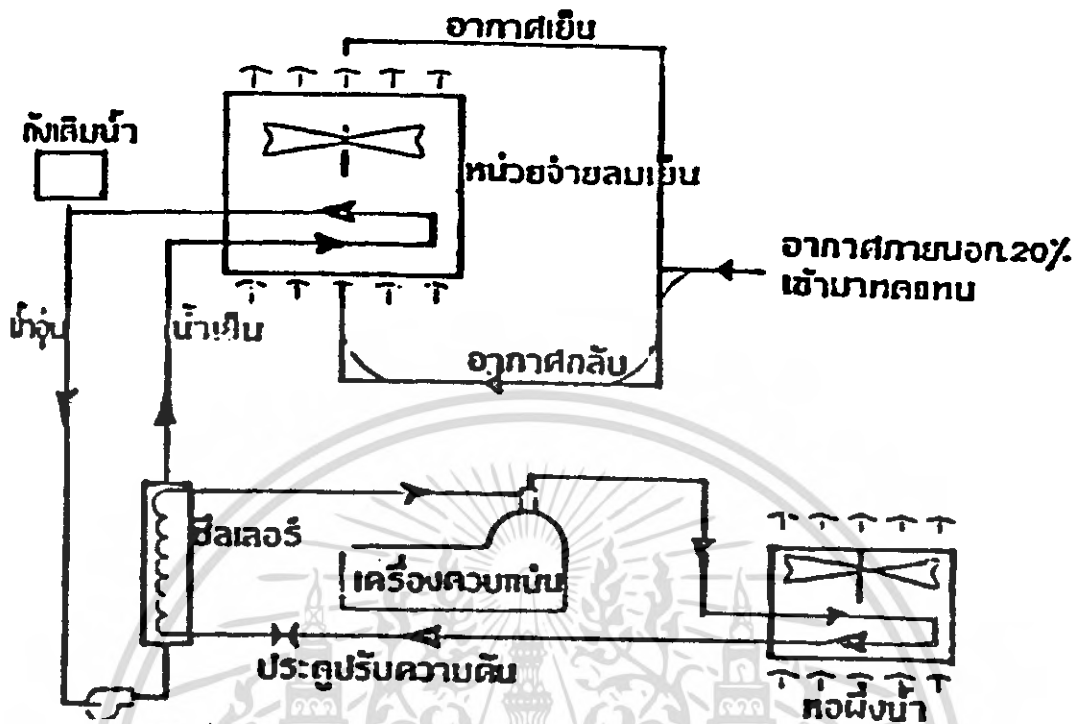 อากาศเย็น
ถังเติมน้ำ
หน่วยจ่ายลมเย็น
อากาศภายนอก 20%
เข้ามาทดแทน
น้ำอุ่น
น้ำเย็น
อากาศกลับ
ชิลเลอร์
เครื่องควบแน่น
ประตูปรับความดัน
หอผึ่งน้ำ